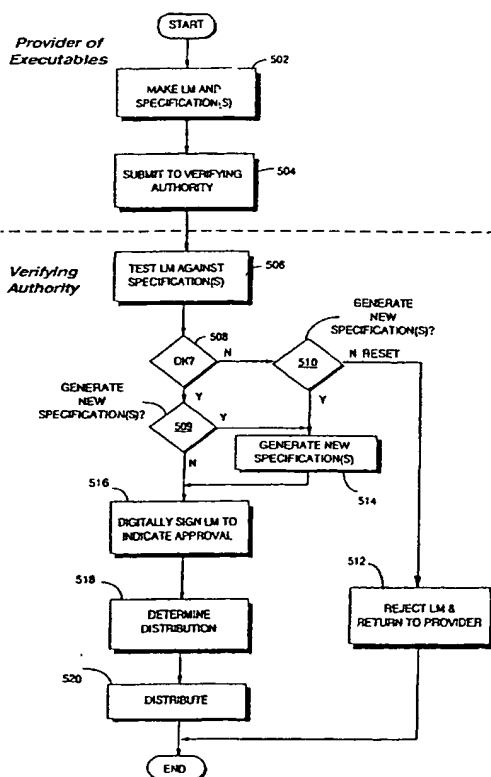 START
Provider of
Executables
502
MAKE LM AND
SPECIFICATION(S)
SUBMIT TO VERIFYING
AUTHORITY
504
Verifying
Authority
TEST LM AGAINST
SPECIFICATION(S)
506
GENERATE
NEW
SPECIFICATION(S)?
508
OK?
N
510
N RESET
GENERATE
NEW
SPECIFICATION(S)?
Y
Y
509
Y
GENERATE NEW
SPECIFICATION(S)
N
514
516
DIGITALLY SIGN LM TO
INDICATE APPROVAL
512
518
REJECT LM &
RETURN TO PROVIDER
DETERMINE
DISTRIBUTION
520
DISTRIBUTE
END